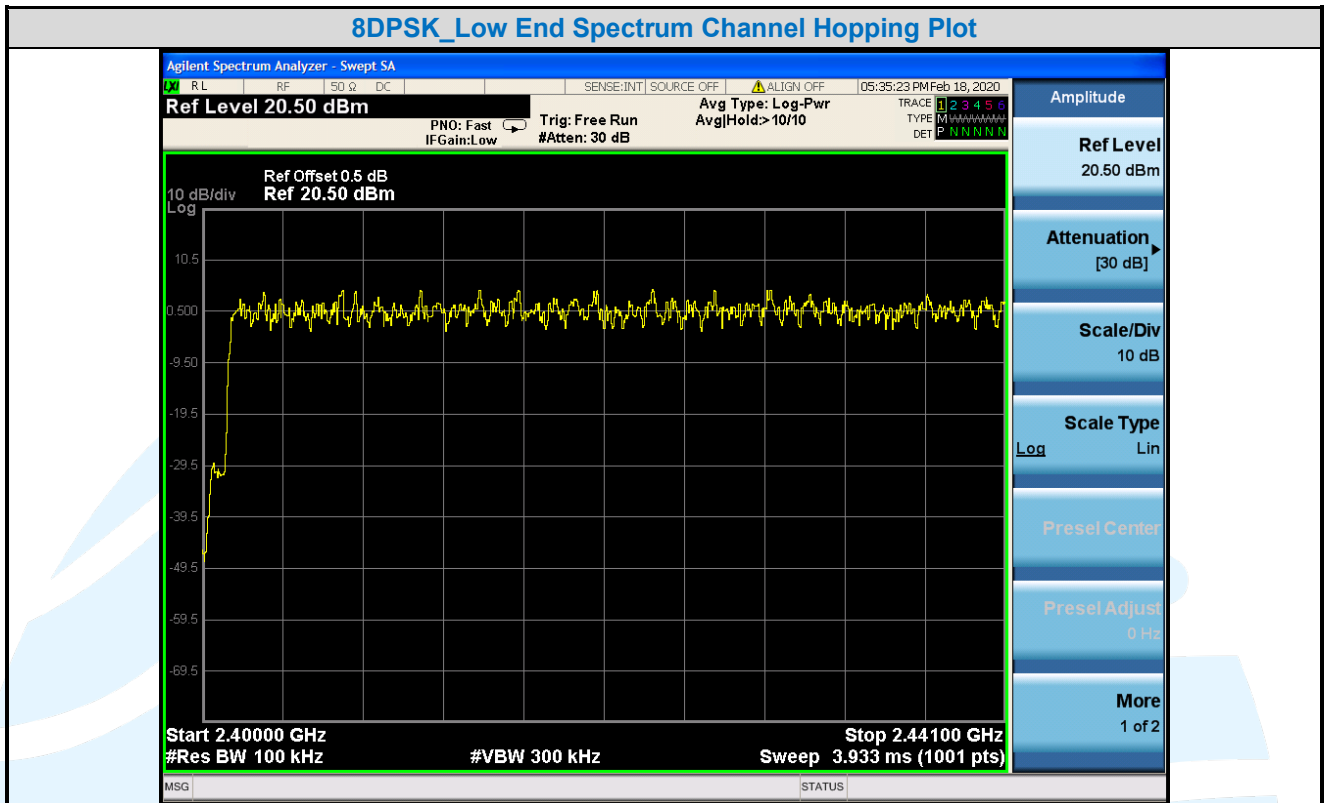 8DPSK_Low End Spectrum Channel Hopping Plot
Agilent Spectrum Analyzer - Swept SA
LXI RL RF 50 Ω DC SENSE:INT SOURCE OFF ALIGN OFF 05:35:23 PM Feb 18, 2020
Ref Level 20.50 dBm
PNO: Fast
IFGain:Low
Trig: Free Run
#Atten: 30 dB
Avg Type: Log-Pwr
Avg|Hold:>10/10
TRACE 1 2 3 4 5 6
TYPE M
DET P N N N N N
Ref Offset 0.5 dB
10 dB/div Ref 20.50 dBm
Log
10.5
0.500
-9.50
-19.5
-29.5
-39.5
-49.5
-59.5
-69.5
Start 2.40000 GHz Stop 2.44100 GHz
#Res BW 100 kHz #VBW 300 kHz Sweep 3.933 ms (1001 pts)
MSG STATUS
Amplitude
Ref Level
20.50 dBm
Attenuation
[30 dB]
Scale/Div
10 dB
Scale Type
Log Lin
Presel Center
Presel Adjust
0 Hz
More
1 of 2